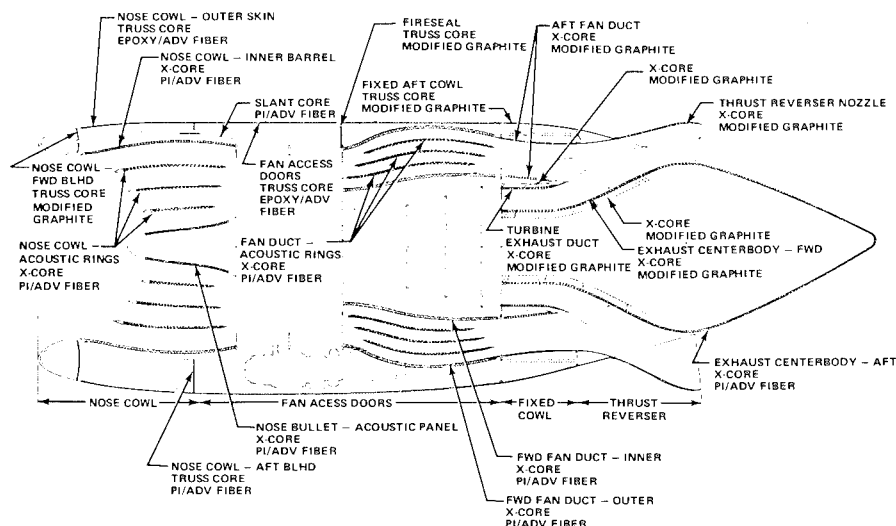 NOSE COWL – OUTER SKIN
TRUSS CORE
EPOXY/ADV FIBER
NOSE COWL – INNER BARREL
X-CORE
PI/ADV FIBER
SLANT CORE
PI/ADV FIBER
FIRESEAL
TRUSS CORE
MODIFIED GRAPHITE
FIXED AFT COWL
TRUSS CORE
MODIFIED GRAPHITE
AFT FAN DUCT
X-CORE
MODIFIED GRAPHITE
X-CORE
MODIFIED GRAPHITE
THRUST REVERSER NOZZLE
X-CORE
MODIFIED GRAPHITE
NOSE COWL –
FWD BLHD
TRUSS CORE
MODIFIED
GRAPHITE
FAN ACCESS
DOORS
TRUSS CORE
EPOXY/ADV
FIBER
NOSE COWL –
ACOUSTIC RINGS
X-CORE
PI/ADV FIBER
FAN DUCT –
ACOUSTIC RINGS
X-CORE
PI/ADV FIBER
TURBINE
EXHAUST DUCT
X-CORE
MODIFIED GRAPHITE
X-CORE
MODIFIED GRAPHITE
EXHAUST CENTERBODY – FWD
X-CORE
MODIFIED GRAPHITE
EXHAUST CENTERBODY – AFT
X-CORE
PI/ADV FIBER
NOSE COWL
FAN ACESS DOORS
FIXED
COWL
THRUST
REVERSER
NOSE BULLET – ACOUSTIC PANEL
X-CORE
PI/ADV FIBER
NOSE COWL – AFT BLHD
TRUSS CORE
PI/ADV FIBER
FWD FAN DUCT – INNER
X-CORE
PI/ADV FIBER
FWD FAN DUCT – OUTER
X-CORE
PI/ADV FIBER